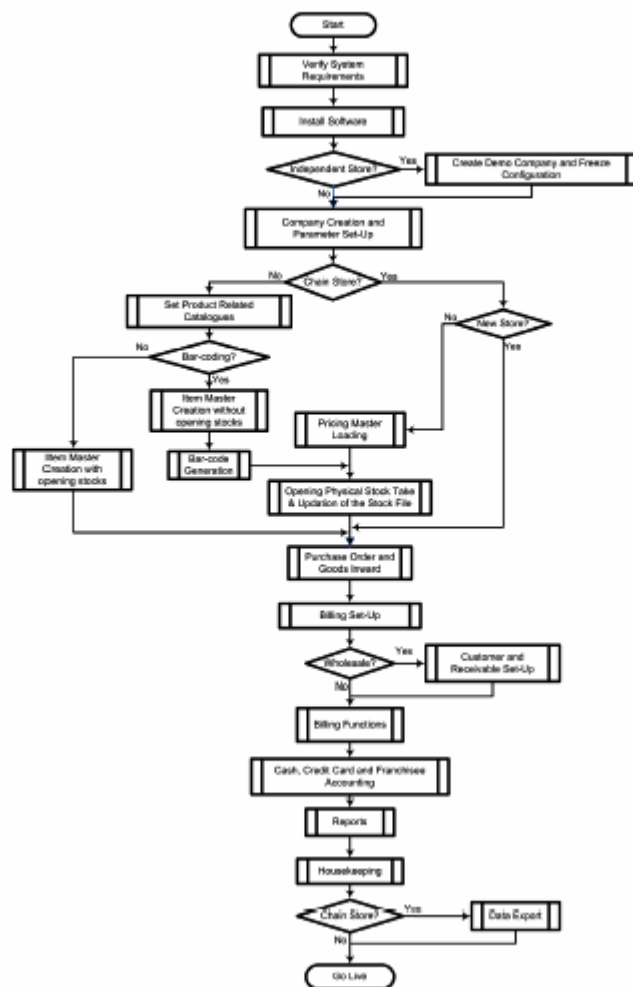 Start
Verify System
Requirements
Install Software
Independent Store?
Yes
Create Demo Company and Freeze
Configuration
No
Company Creation and
Parameter Set-Up
No
Chain Store?
Yes
Set Product Related
Catalogues
No
New Store?
Yes
No
Bar-coding?
Yes
Item Master
Creation without
opening stocks
Pricing Master
Loading
Item Master
Creation with
opening stocks
Bar-code
Generation
Opening Physical Stock Take
& Updation of the Stock File
Purchase Order and
Goods Inward
Billing Set-Up
Wholesale?
Yes
Customer and
Receivable Set-Up
No
Billing Functions
Cash, Credit Card and Franchisee
Accounting
Reports
Housekeeping
Chain Store?
Yes
Data Export
No
Go Live